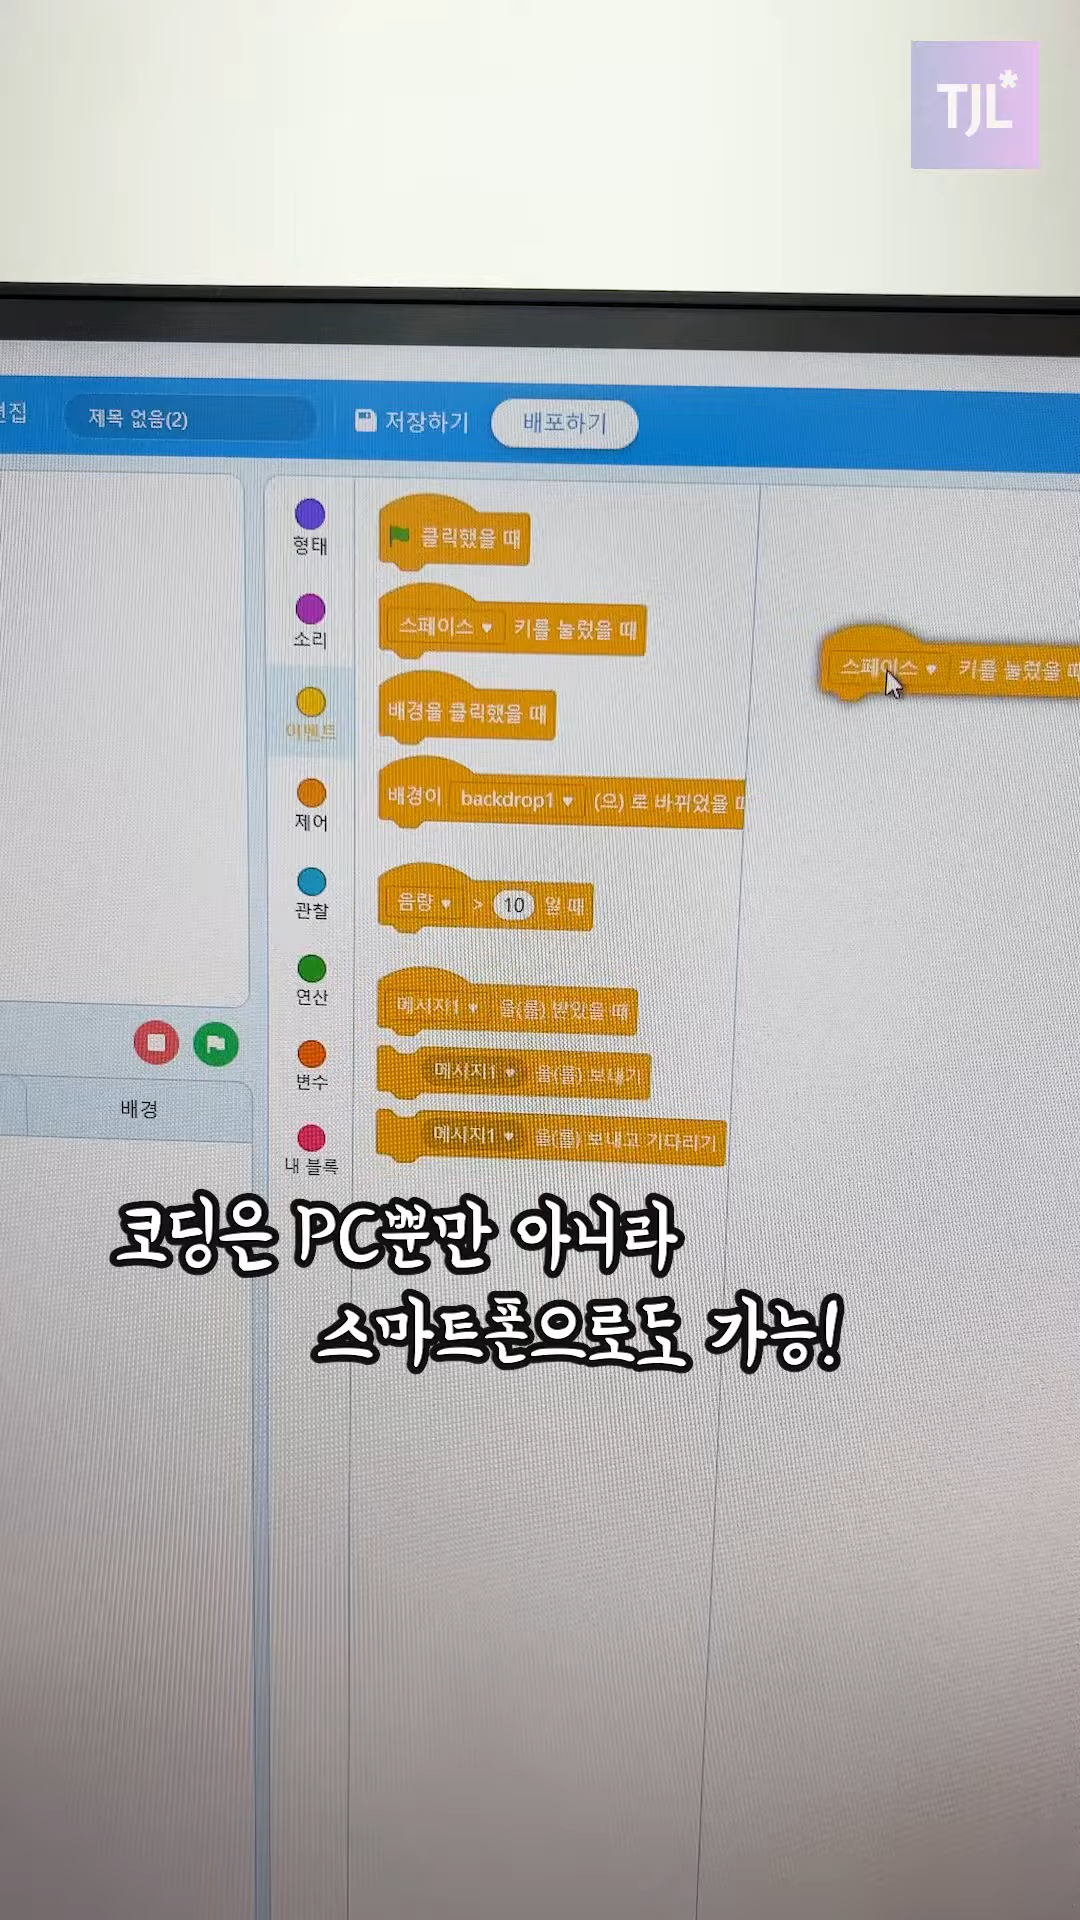 TJL*
편집
제목 없음(2)
저장하기
배포하기
형태
소리
이벤트
제어
관찰
연산
변수
내 블록
클릭했을 때
스페이스 키를 눌렀을 때
배경을 클릭했을 때
배경이 backdrop1 (으) 로 바뀌었을
음량 > 10 일 때
메시지1 을(를) 받았을 때
메시지1 을(를) 보내기
메시지1 을(를) 보내고 기다리기
스페이스 키를 눌렀을 때
배경
코딩은 PC뿐만 아니라
스마트폰으로도 가능!